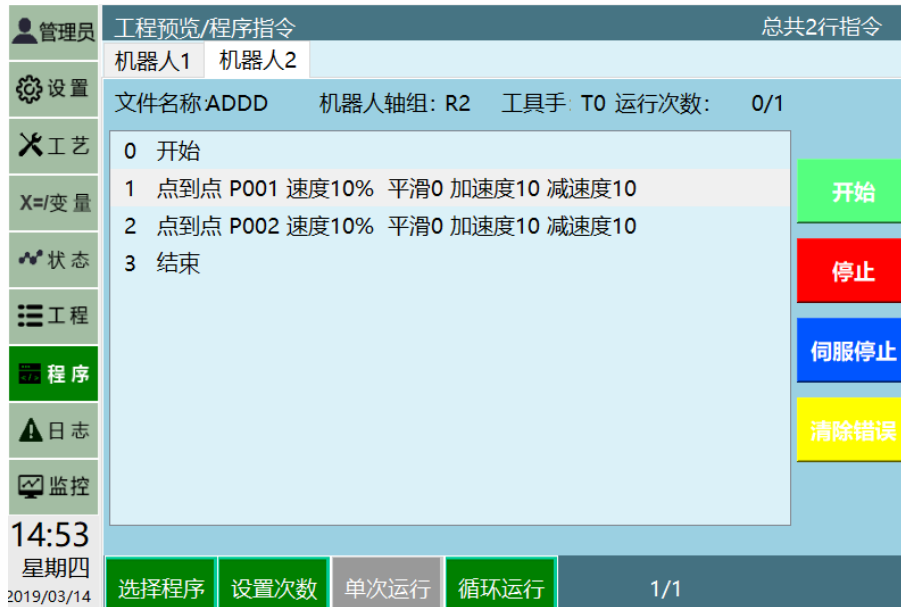 管理员
工程预览/程序指令 总共2行指令
机器人1 机器人2
设置
文件名称:ADDD 机器人轴组: R2 工具手: T0 运行次数: 0/1
工艺
0 开始
1 点到点 P001 速度10% 平滑0 加速度10 减速度10
开始
X=/变量
2 点到点 P002 速度10% 平滑0 加速度10 减速度10
状态
3 结束
停止
工程
伺服停止
程序
日志
清除错误
监控
14:53
星期四
2019/03/14
选择程序 设置次数 单次运行 循环运行 1/1